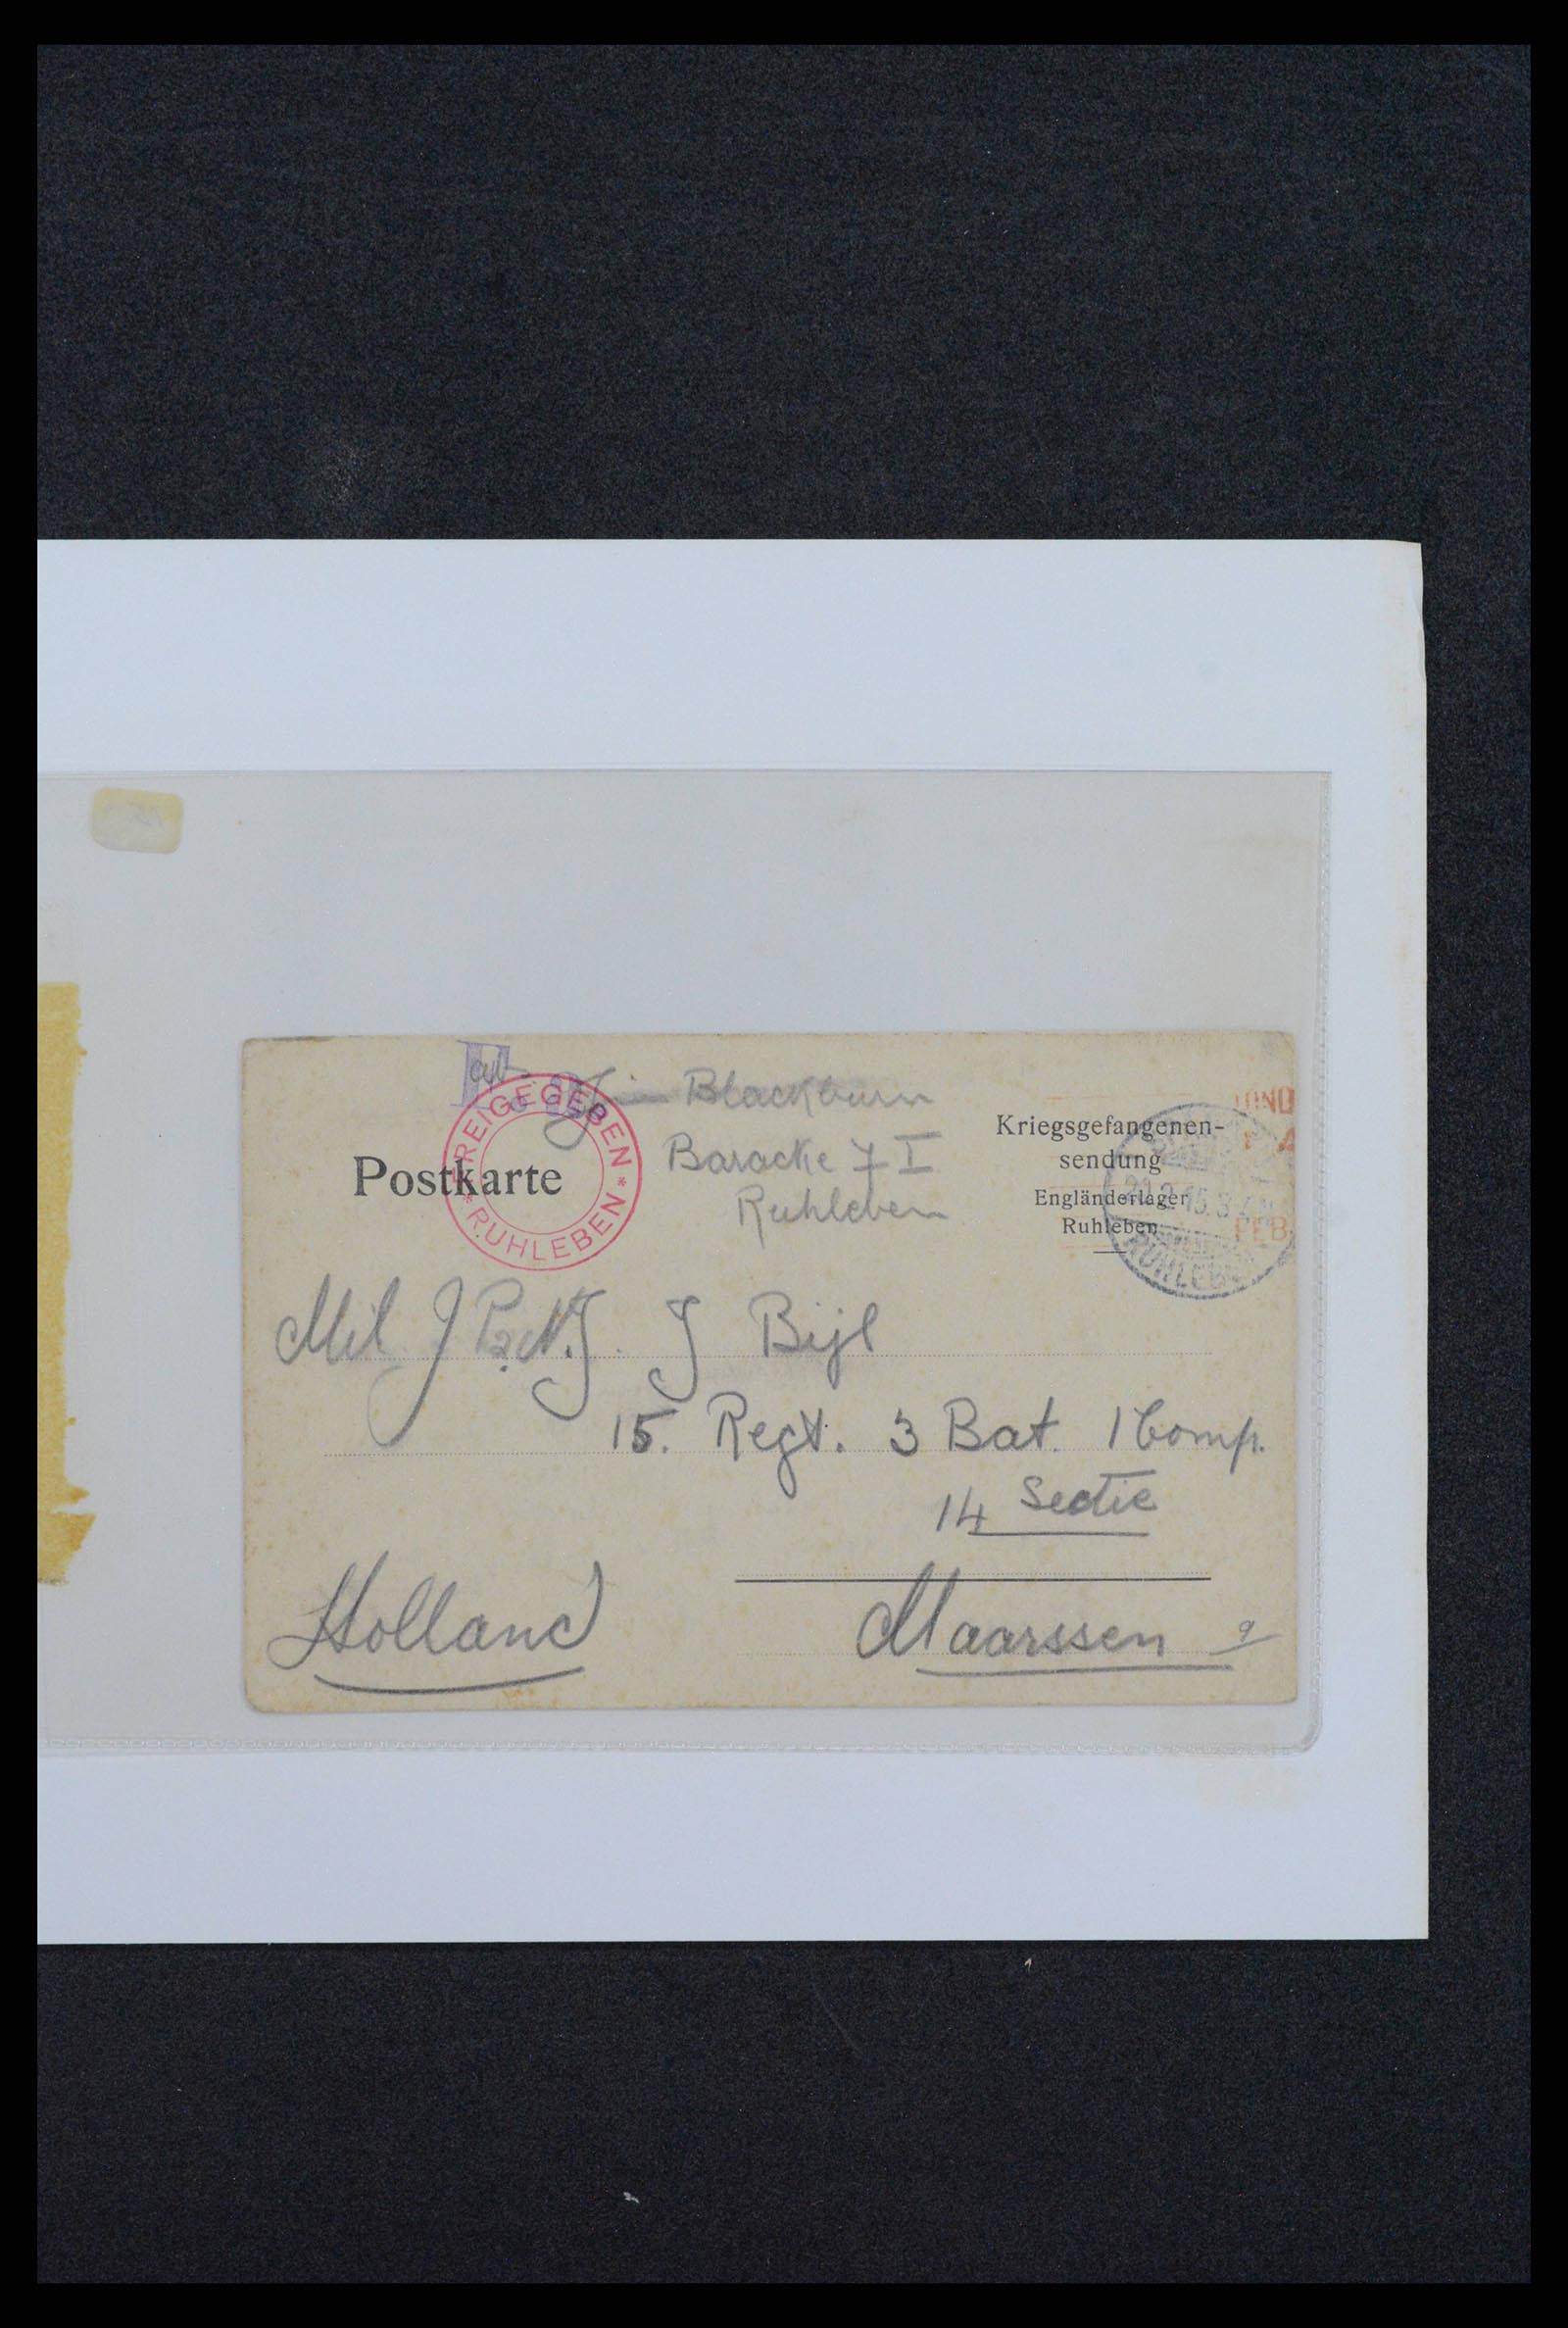 Blackburn
Baracke 7 I
Ruhleben
FREIGEGEBEN
* RUHLEBEN *
Postkarte
Kriegsgefangenen-
sendung
Engländerlager
Ruhleben
RUHLEBEN
FEB
Mil J J Bijl
15. Regt. 3 Bat. 1 Comp.
14 Sectie
Holland
Maarssen